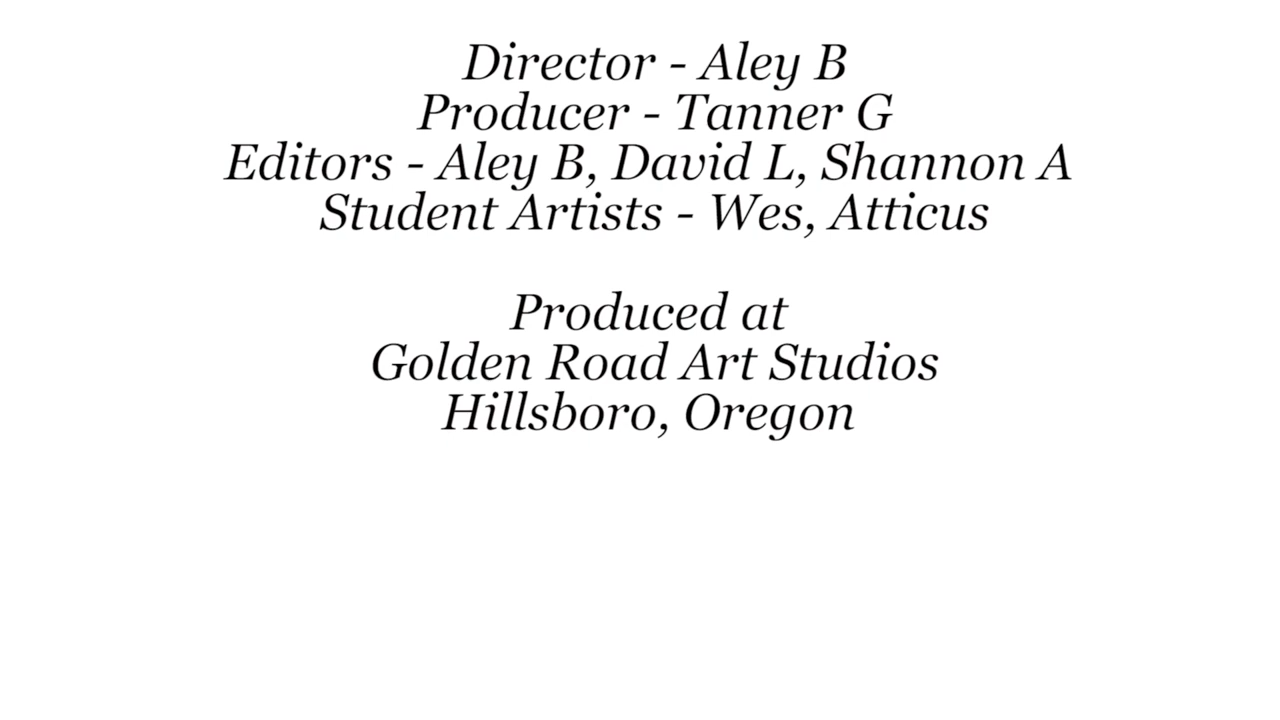 Director - Aley B
Producer - Tanner G
Editors - Aley B, David L, Shannon A
Student Artists - Wes, Atticus
Produced at
Golden Road Art Studios
Hillsboro, Oregon